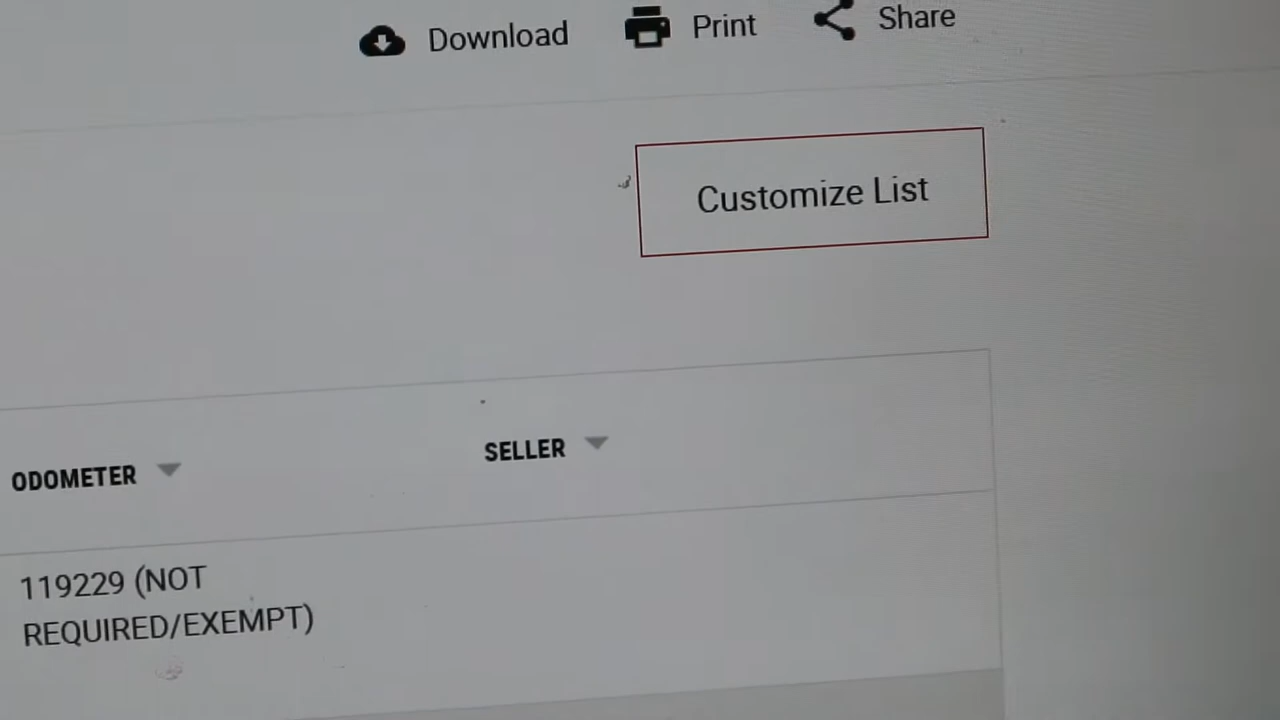 Download Print Share
Customize List
ODOMETER SELLER
119229 (NOT
REQUIRED/EXEMPT)